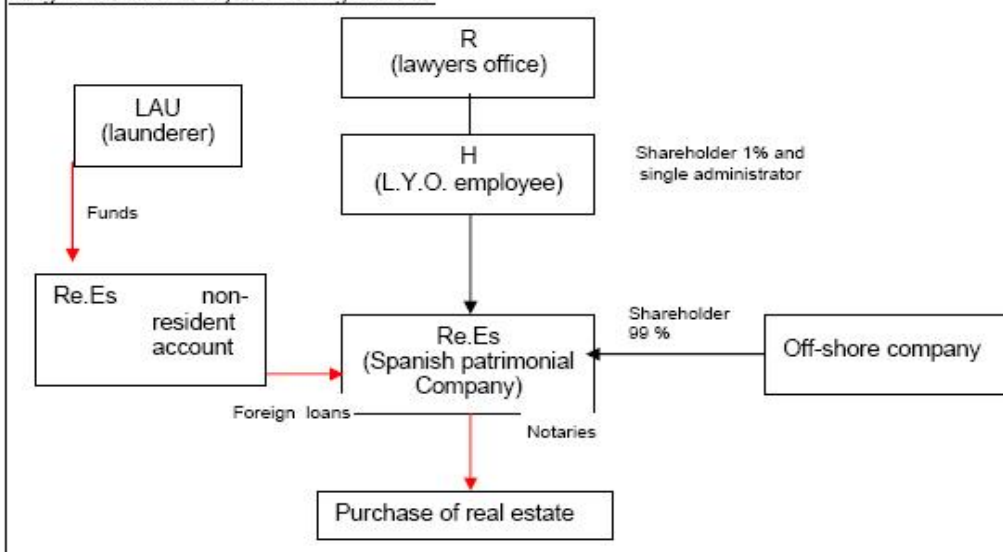 R
(lawyers office)
LAU
(launderer)
H
(L.Y.O. employee)
Shareholder 1% and
single administrator
Funds
Re.Es non-
resident
account
Re.Es
(Spanish patrimonial
Company)
Shareholder
99 %
Off-shore company
Foreign loans
Notaries
Purchase of real estate